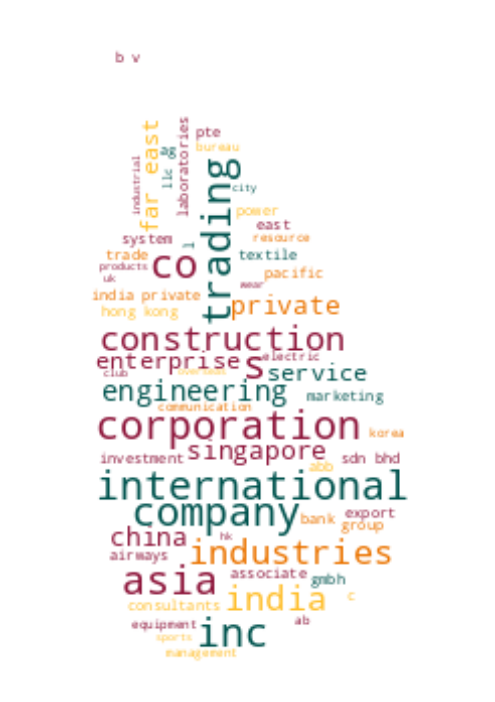 b v
industrial
far east
llc
ag
laboratories
pte
bureau
trading
city
power
east
resource
system
l
textile
trade
products
co
pacific
uk
wear
india private
private
hong kong
construction
enterprises
electric
club
overseas
s
service
engineering
marketing
communication
corporation
korea
singapore
investment
abb
sdn bhd
international
company
bank
export
group
china
hk
airways
industries
asia
associate
gmbh
consultants
india
c
equipment
inc
ab
sports
management